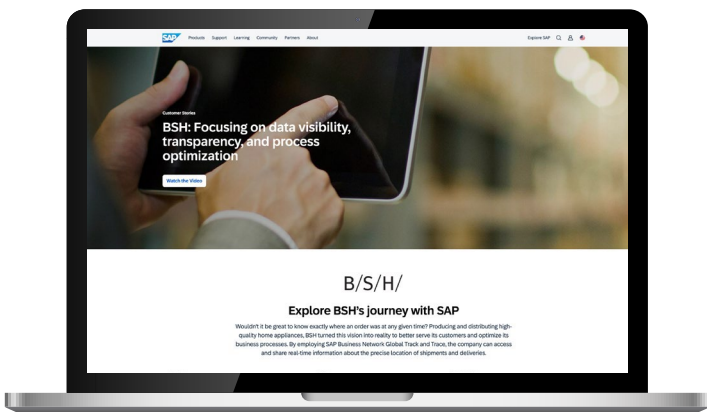 SAP
Products Support Learning Community Partners About
Explore SAP
Customer Stories
BSH: Focusing on data visibility,
transparency, and process
optimization
Watch the Video
B/S/H/
Explore BSH's journey with SAP
Wouldn't it be great to know exactly where an order was at any given time? Producing and distributing high-
quality home appliances, BSH turned this vision into reality to better serve its customers and optimize its
business processes. By employing SAP Business Network Global Track and Trace, the company can access
and share real-time information about the precise location of shipments and deliveries.